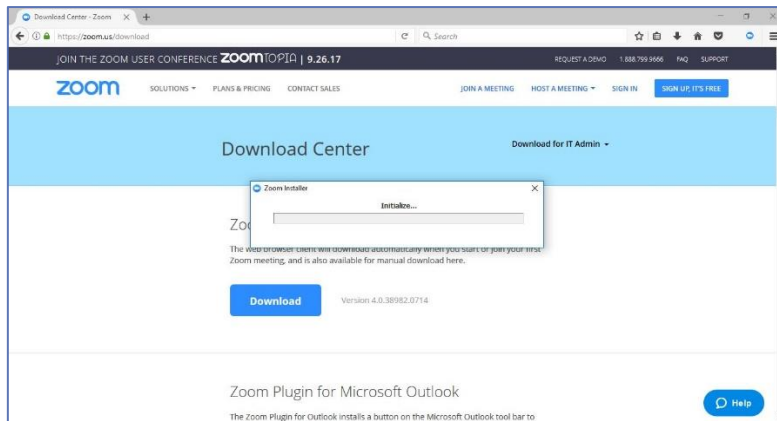 Download Center - Zoom
https://zoom.us/download
Search
JOIN THE ZOOM USER CONFERENCE ZOOMTOPIA | 9.26.17
REQUEST A DEMO 1.888.799.9666 FAQ SUPPORT
zoom SOLUTIONS PLANS & PRICING CONTACT SALES JOIN A MEETING HOST A MEETING SIGN IN SIGN UP, IT'S FREE
Download Center
Download for IT Admin
Zoom Installer
Initialize...
Zoo
The web browser client will download automatically when you start or join your first
Zoom meeting, and is also available for manual download here.
Download
Version 4.0.38982.0714
Zoom Plugin for Microsoft Outlook
Help
The Zoom Plugin for Outlook installs a button on the Microsoft Outlook tool bar to